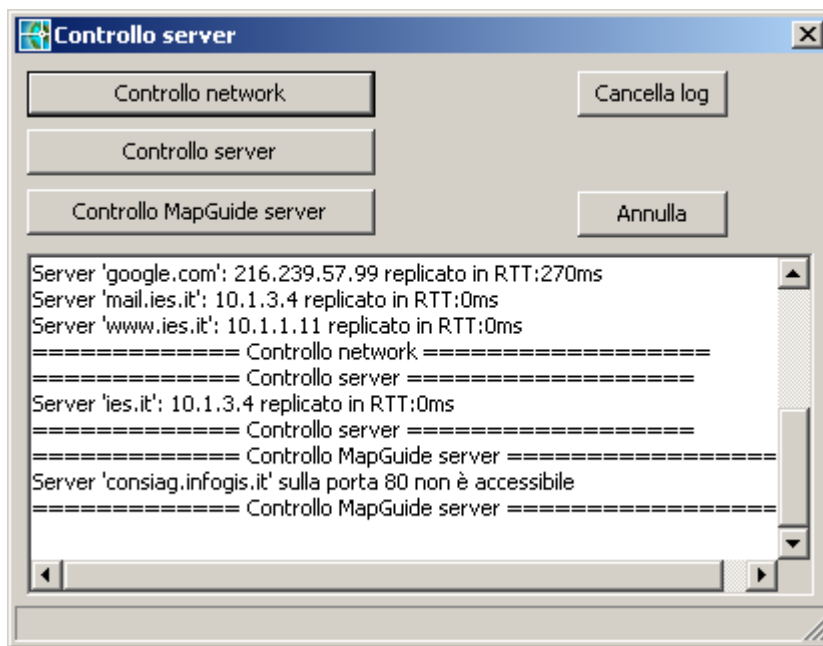 Controllo server
Controllo network
Cancella log
Controllo server
Controllo MapGuide server
Annulla
Server 'google.com': 216.239.57.99 replicato in RTT:270ms
Server 'mail.ies.it': 10.1.3.4 replicato in RTT:0ms
Server 'www.ies.it': 10.1.1.11 replicato in RTT:0ms
============= Controllo network ==================
============= Controllo server ==================
Server 'ies.it': 10.1.3.4 replicato in RTT:0ms
============= Controllo server ==================
============= Controllo MapGuide server =================
Server 'consiag.infogis.it' sulla porta 80 non è accessibile
============= Controllo MapGuide server =================